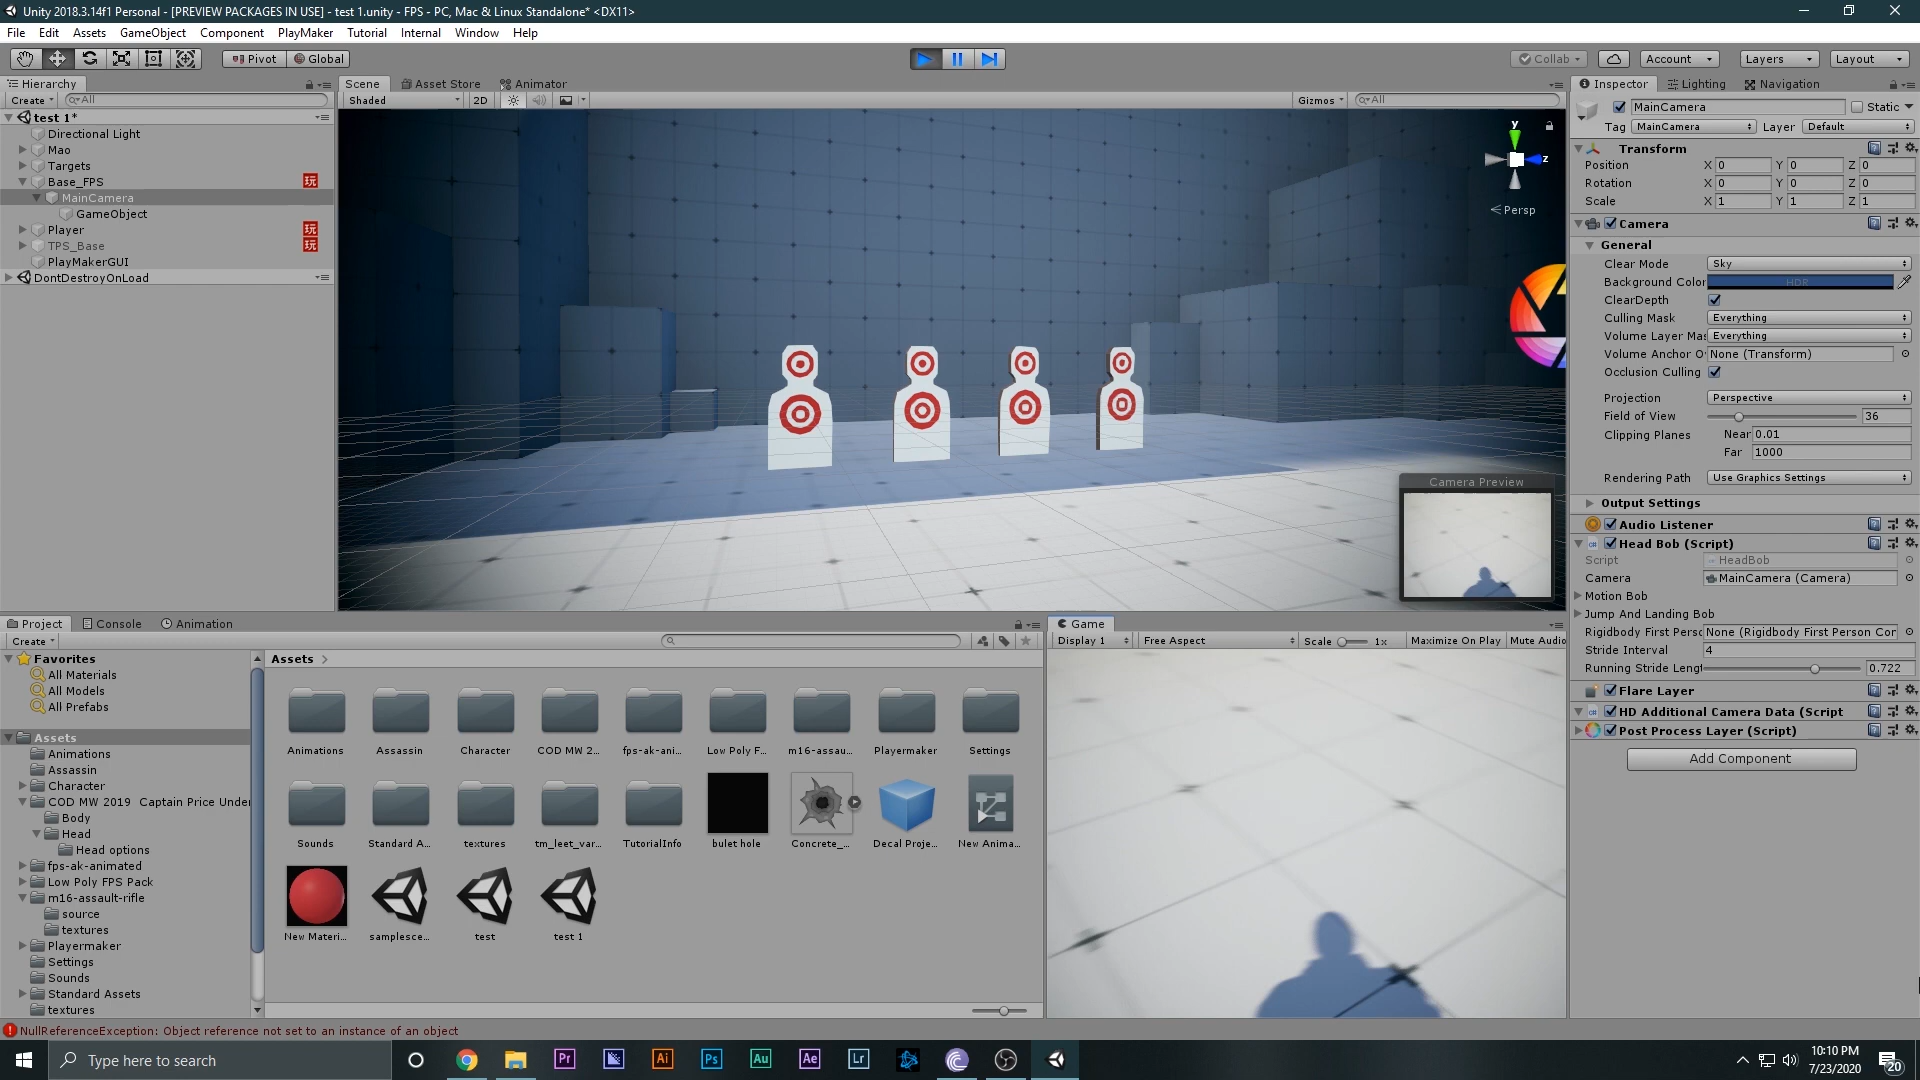 Unity 2018.3.14f1 Personal - [PREVIEW PACKAGES IN USE] - test 1.unity - FPS - PC, Mac & Linux Standalone* <DX11>
File Edit Assets GameObject Component PlayMaker Tutorial Internal Window Help
Pivot Global Collab Account Layers Layout
Hierarchy
Create All
test 1*
Directional Light
Mao
Targets
Base_FPS 玩
MainCamera
GameObject
Player 玩
TPS_Base 玩
PlayMakerGUI
DontDestroyOnLoad
Scene Asset Store Animator
Shaded 2D Gizmos All
y
z
Persp
Camera Preview
Inspector Lighting Navigation
MainCamera Static
Tag MainCamera Layer Default
Transform
Position X 0 Y 0 Z 0
Rotation X 0 Y 0 Z 0
Scale X 1 Y 1 Z 1
Camera
General
Clear Mode Sky
Background Color HDR
ClearDepth
Culling Mask Everything
Volume Layer Mas Everything
Volume Anchor O None (Transform)
Occlusion Culling
Projection Perspective
Field of View 36
Clipping Planes Near 0.01
Far 1000
Rendering Path Use Graphics Settings
Output Settings
Audio Listener
Head Bob (Script)
Script HeadBob
Camera MainCamera (Camera)
Motion Bob
Jump And Landing Bob
Rigidbody First Perso None (Rigidbody First Person Cor
Stride Interval 4
Running Stride Lengt 0.722
Flare Layer
HD Additional Camera Data (Script
Post Process Layer (Script)
Add Component
Project Console Animation
Create
Favorites
All Materials
All Models
All Prefabs
Assets
Animations
Assassin
Character
COD MW 2019 Captain Price Under
Body
Head
Head options
fps-ak-animated
Low Poly FPS Pack
m16-assault-rifle
source
textures
Playermaker
Settings
Sounds
Standard Assets
textures
Assets
Animations Assassin Character COD MW 2... fps-ak-ani... Low Poly F... m16-assau... Playermaker Settings
Sounds Standard A... textures tm_leet_var... TutorialInfo bulet hole Concrete_... Decal Proje... New Anima...
New Materi... samplesce... test test 1
Game
Display 1 Free Aspect Scale 1x Maximize On Play Mute Audio
NullReferenceException: Object reference not set to an instance of an object
Type here to search
Pr Ai Ps Au Ae Lr
10:10 PM
7/23/2020
20